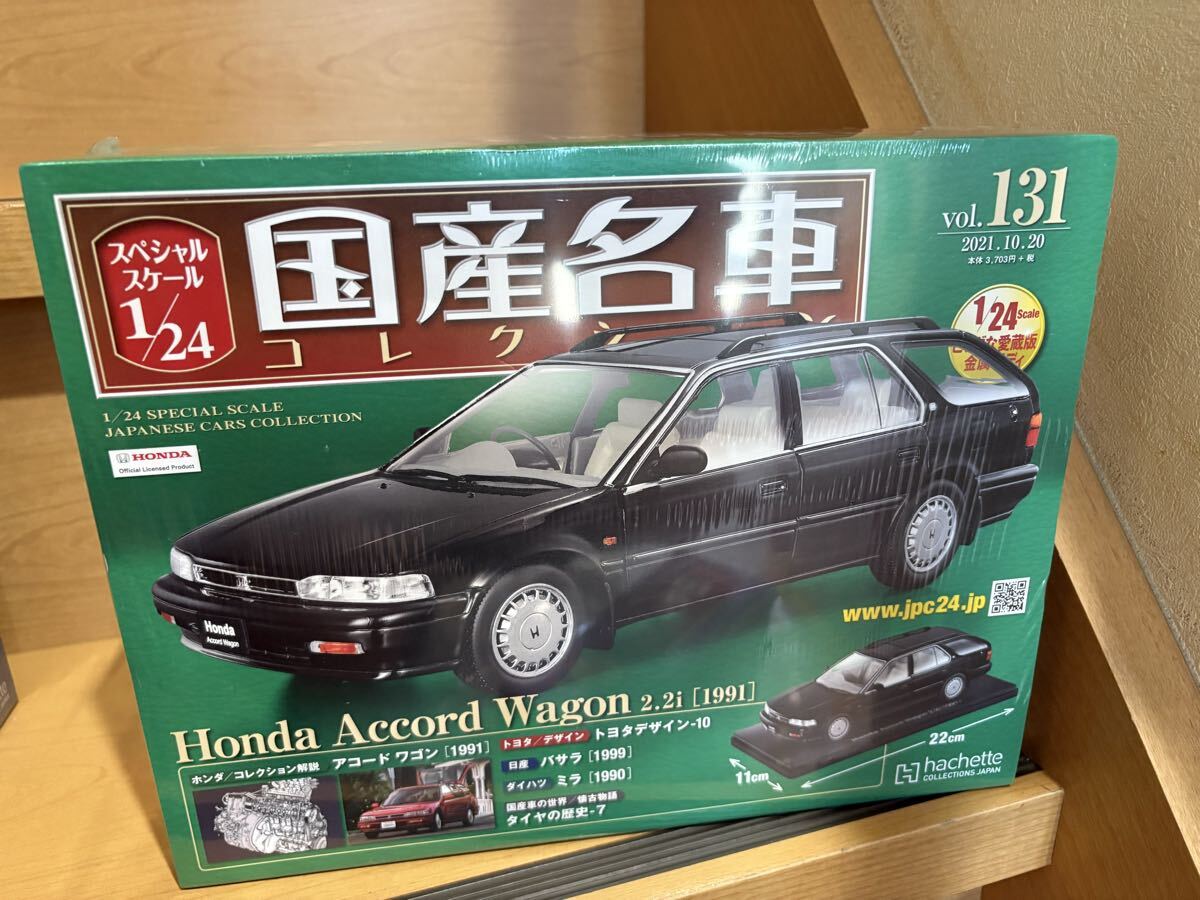 スペシャル
スケール
1/24
国産名車
コレクション
vol.131
2021.10.20
本体 3,703円+税
1/24 Scale
1/24 SPECIAL SCALE
JAPANESE CARS COLLECTION
HONDA
Official Licensed Product
Honda
Accord Wagon
www.jpc24.jp
Honda Accord Wagon 2.2i [1991]
ホンダ/コレクション解説 アコード ワゴン [1991]
トヨタ/デザイン トヨタデザイン-10
日産 バサラ [1999]
ダイハツ ミラ [1990]
国産車の世界/懐古物語
タイヤの歴史-7
11cm
22cm
hachette
COLLECTIONS JAPAN